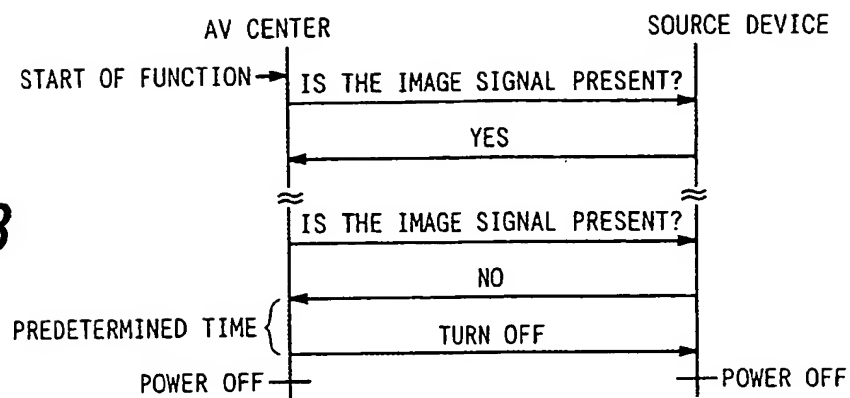 AV CENTER
SOURCE DEVICE
START OF FUNCTION
IS THE IMAGE SIGNAL PRESENT?
YES
IS THE IMAGE SIGNAL PRESENT?
NO
PREDETERMINED TIME
TURN OFF
POWER OFF
POWER OFF